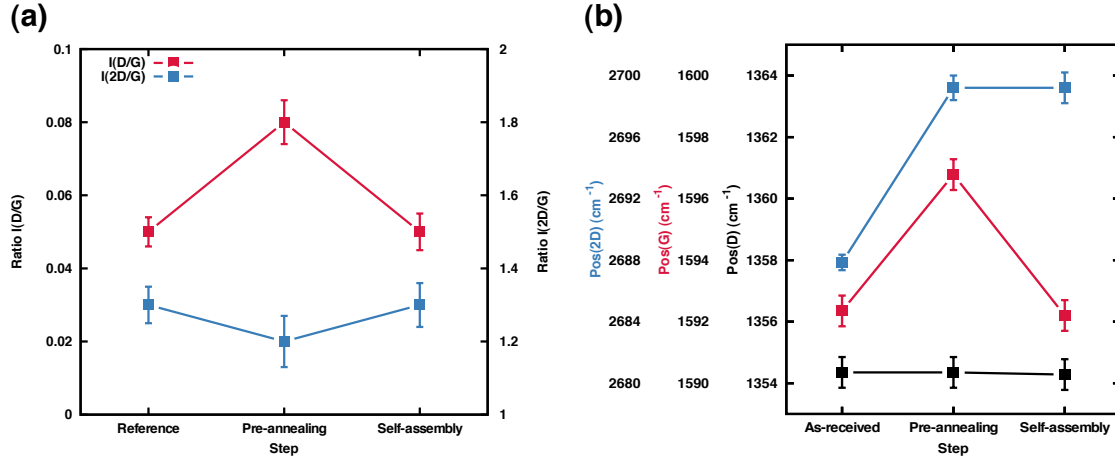 (a)
Ratio I(D/G)
0.1
0.08
0.06
0.04
0.02
0
I(D/G)
I(2D/G)
2
1.8
1.6
1.4
1.2
1
Ratio I(2D/G)
Reference Pre-annealing Self-assembly
Step
(b)
Pos(2D) (cm⁻¹)
2700
2696
2692
2688
2684
2680
Pos(G) (cm⁻¹)
1600
1598
1596
1594
1592
1590
Pos(D) (cm⁻¹)
1364
1362
1360
1358
1356
1354
As-received Pre-annealing Self-assembly
Step